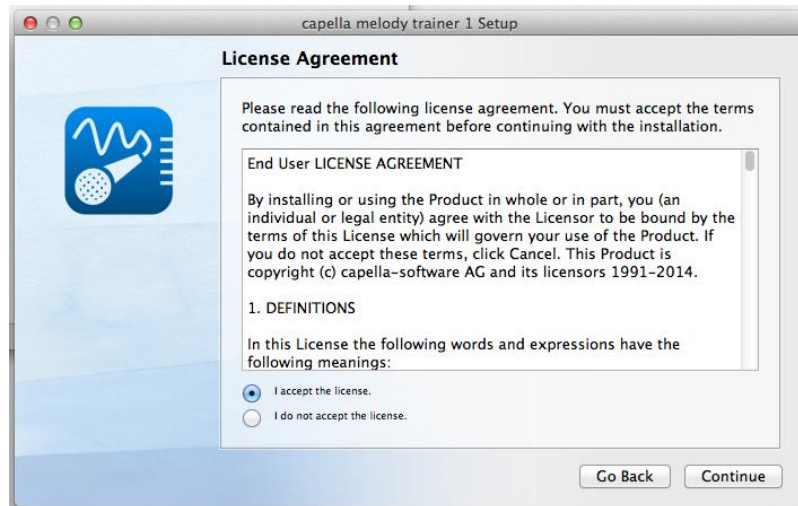 capella melody trainer 1 Setup
License Agreement
Please read the following license agreement. You must accept the terms
contained in this agreement before continuing with the installation.
End User LICENSE AGREEMENT
By installing or using the Product in whole or in part, you (an
individual or legal entity) agree with the Licensor to be bound by the
terms of this License which will govern your use of the Product. If
you do not accept these terms, click Cancel. This Product is
copyright (c) capella-software AG and its licensors 1991-2014.
1. DEFINITIONS
In this License the following words and expressions have the
following meanings:
I accept the license.
I do not accept the license.
Go Back
Continue